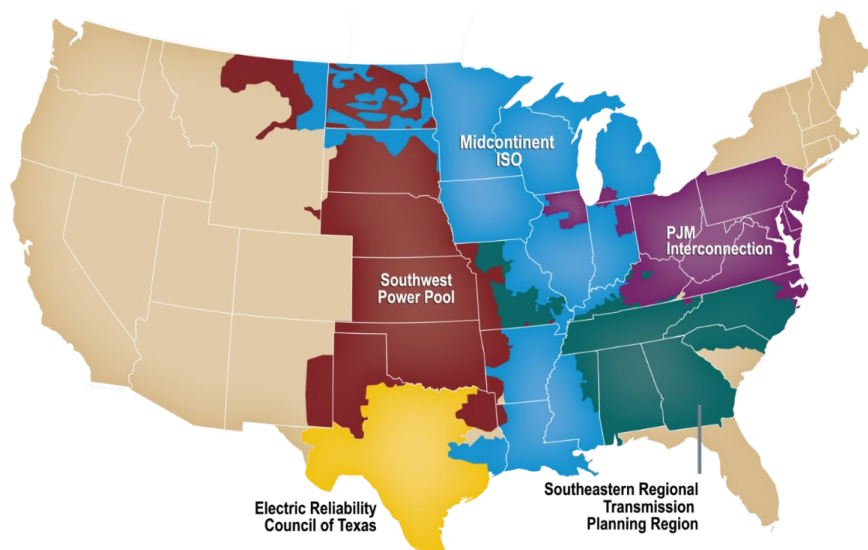 Midcontinent
ISO
PJM
Interconnection
Southwest
Power Pool
Electric Reliability
Council of Texas
Southeastern Regional
Transmission
Planning Region